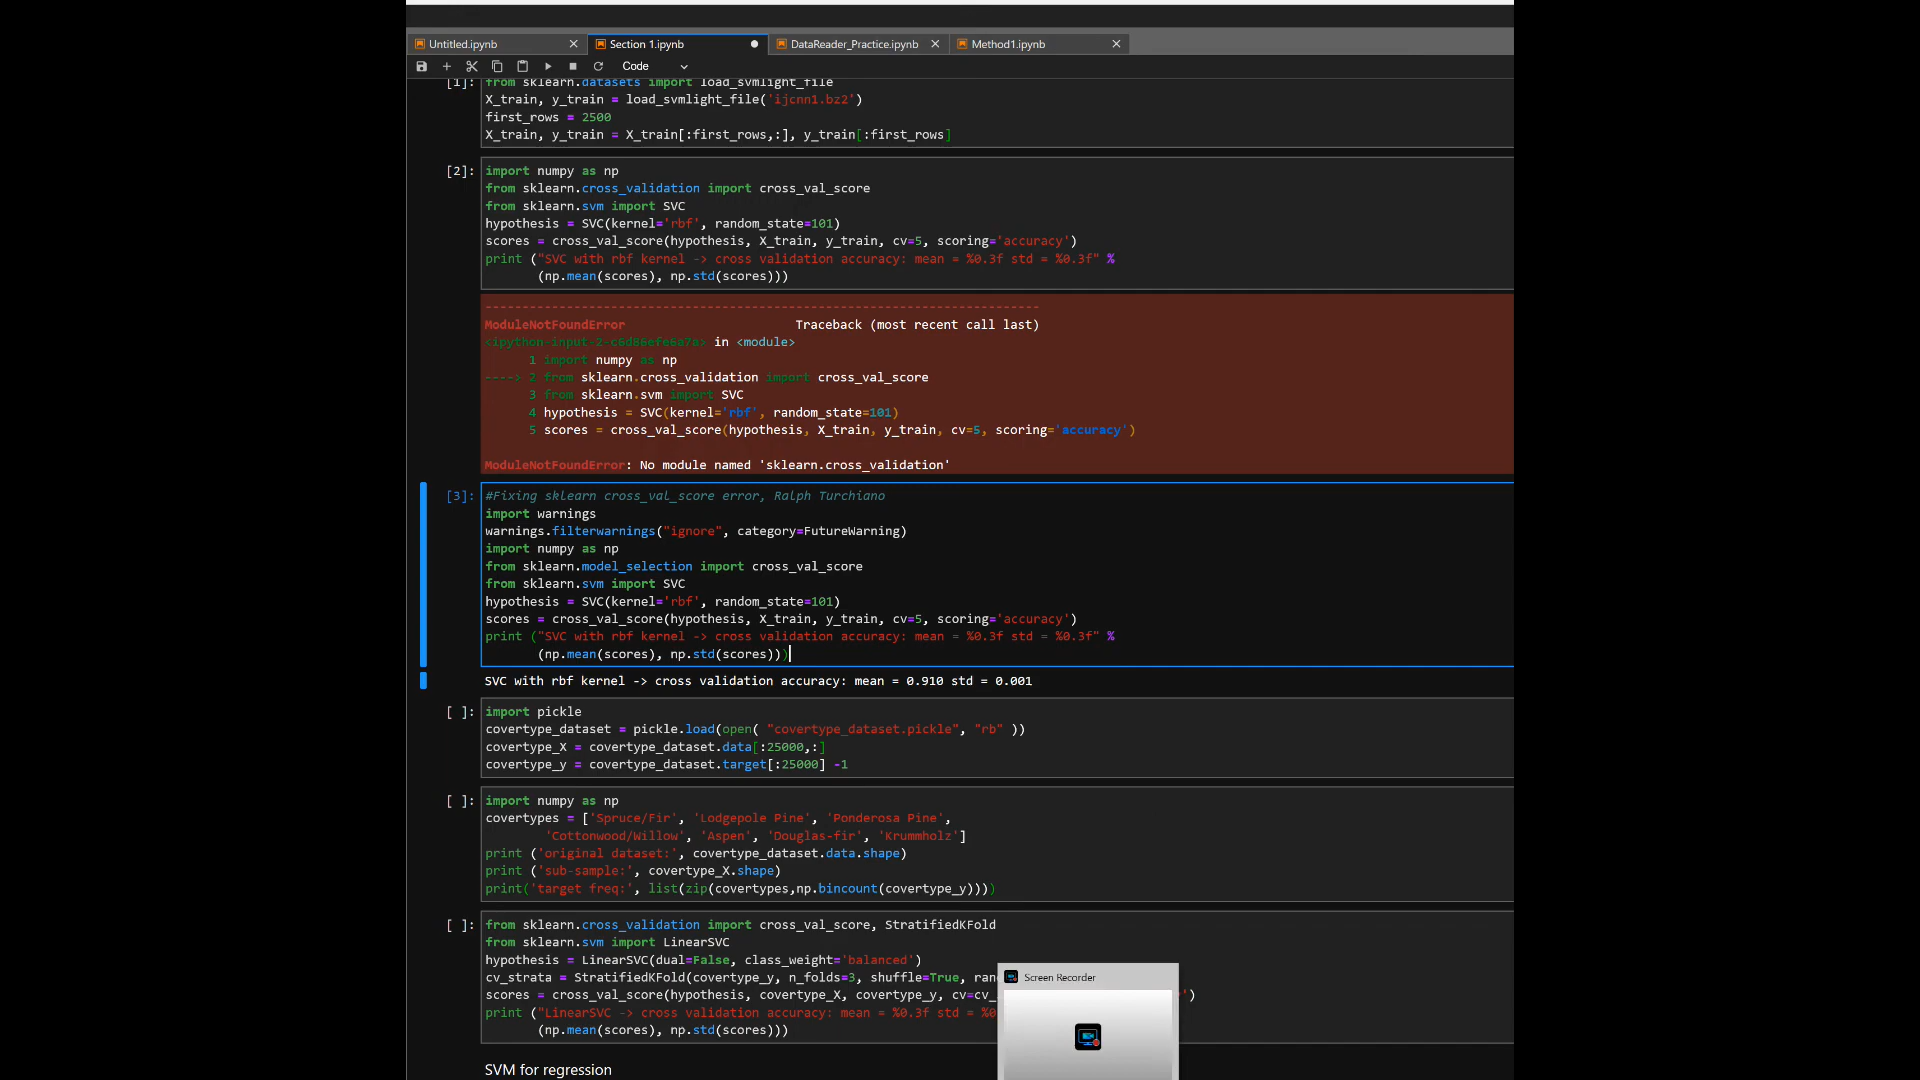 Untitled.ipynb
Section 1.ipynb
DataReader_Practice.ipynb
Method1.ipynb
Code
[1]: from sklearn.datasets import load_svmlight_file
X_train, y_train = load_svmlight_file('ijcnn1.bz2')
first_rows = 2500
X_train, y_train = X_train[:first_rows,:], y_train[:first_rows]
[2]: import numpy as np
from sklearn.cross_validation import cross_val_score
from sklearn.svm import SVC
hypothesis = SVC(kernel='rbf', random_state=101)
scores = cross_val_score(hypothesis, X_train, y_train, cv=5, scoring='accuracy')
print ("SVC with rbf kernel -> cross validation accuracy: mean = %0.3f std = %0.3f" %
(np.mean(scores), np.std(scores)))
---------------------------------------------------------------------------
ModuleNotFoundError Traceback (most recent call last)
<ipython-input-2-c6d86efe6a7a> in <module>
1 import numpy as np
----> 2 from sklearn.cross_validation import cross_val_score
3 from sklearn.svm import SVC
4 hypothesis = SVC(kernel='rbf', random_state=101)
5 scores = cross_val_score(hypothesis, X_train, y_train, cv=5, scoring='accuracy')
ModuleNotFoundError: No module named 'sklearn.cross_validation'
[3]: #Fixing sklearn cross_val_score error, Ralph Turchiano
import warnings
warnings.filterwarnings("ignore", category=FutureWarning)
import numpy as np
from sklearn.model_selection import cross_val_score
from sklearn.svm import SVC
hypothesis = SVC(kernel='rbf', random_state=101)
scores = cross_val_score(hypothesis, X_train, y_train, cv=5, scoring='accuracy')
print ("SVC with rbf kernel -> cross validation accuracy: mean = %0.3f std = %0.3f" %
(np.mean(scores), np.std(scores)))
SVC with rbf kernel -> cross validation accuracy: mean = 0.910 std = 0.001
[ ]: import pickle
covertype_dataset = pickle.load(open( "covertype_dataset.pickle", "rb" ))
covertype_X = covertype_dataset.data[:25000,:]
covertype_y = covertype_dataset.target[:25000] -1
[ ]: import numpy as np
covertypes = ['Spruce/Fir', 'Lodgepole Pine', 'Ponderosa Pine',
'Cottonwood/Willow', 'Aspen', 'Douglas-fir', 'Krummholz']
print ('original dataset:', covertype_dataset.data.shape)
print ('sub-sample:', covertype_X.shape)
print('target freq:', list(zip(covertypes,np.bincount(covertype_y))))
[ ]: from sklearn.cross_validation import cross_val_score, StratifiedKFold
from sklearn.svm import LinearSVC
hypothesis = LinearSVC(dual=False, class_weight='balanced')
cv_strata = StratifiedKFold(covertype_y, n_folds=3, shuffle=True, ran
scores = cross_val_score(hypothesis, covertype_X, covertype_y, cv=cv_ ')
print ("LinearSVC -> cross validation accuracy: mean = %0.3f std = %0
(np.mean(scores), np.std(scores)))
Screen Recorder
SVM for regression